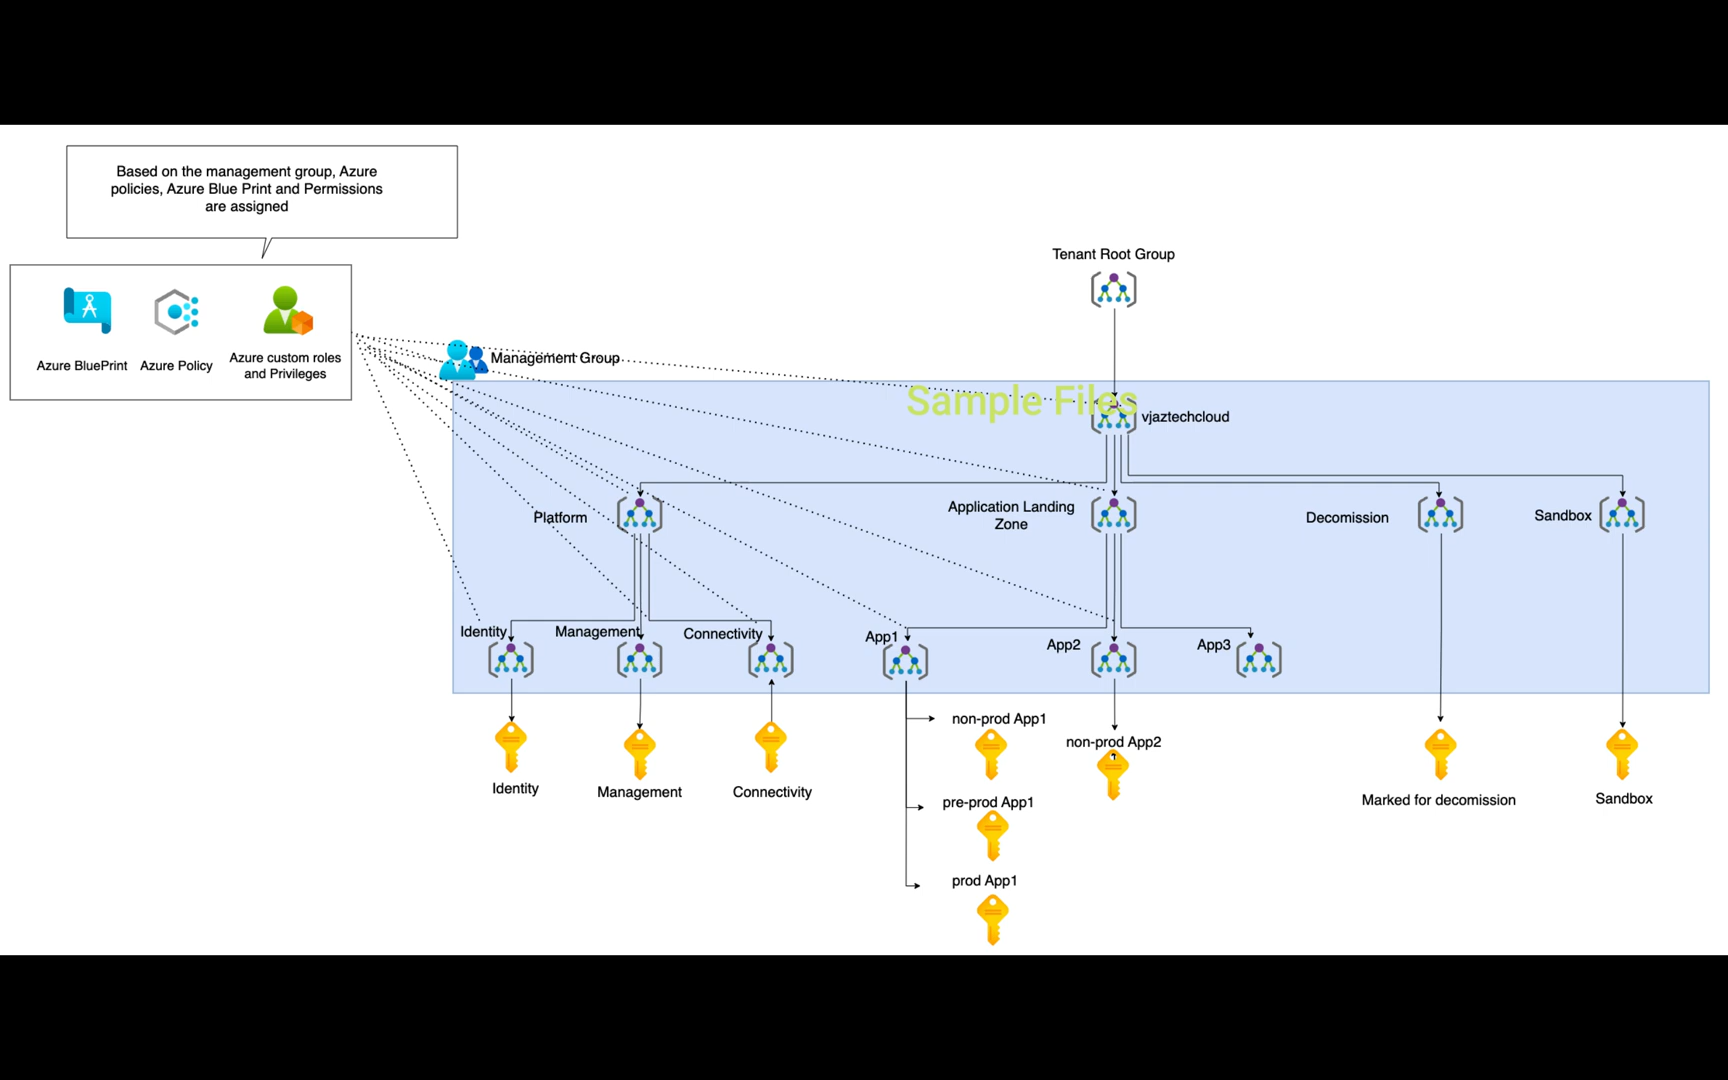 Based on the management group, Azure
policies, Azure Blue Print and Permissions
are assigned
Azure BluePrint
Azure Policy
Azure custom roles
and Privileges
Tenant Root Group
Management Group
Sample Files
vjaztechcloud
Platform
Application Landing
Zone
Decomission
Sandbox
Identity
Management
Connectivity
App1
App2
App3
non-prod App1
non-prod App2
Identity
Management
Connectivity
pre-prod App1
Marked for decomission
Sandbox
prod App1